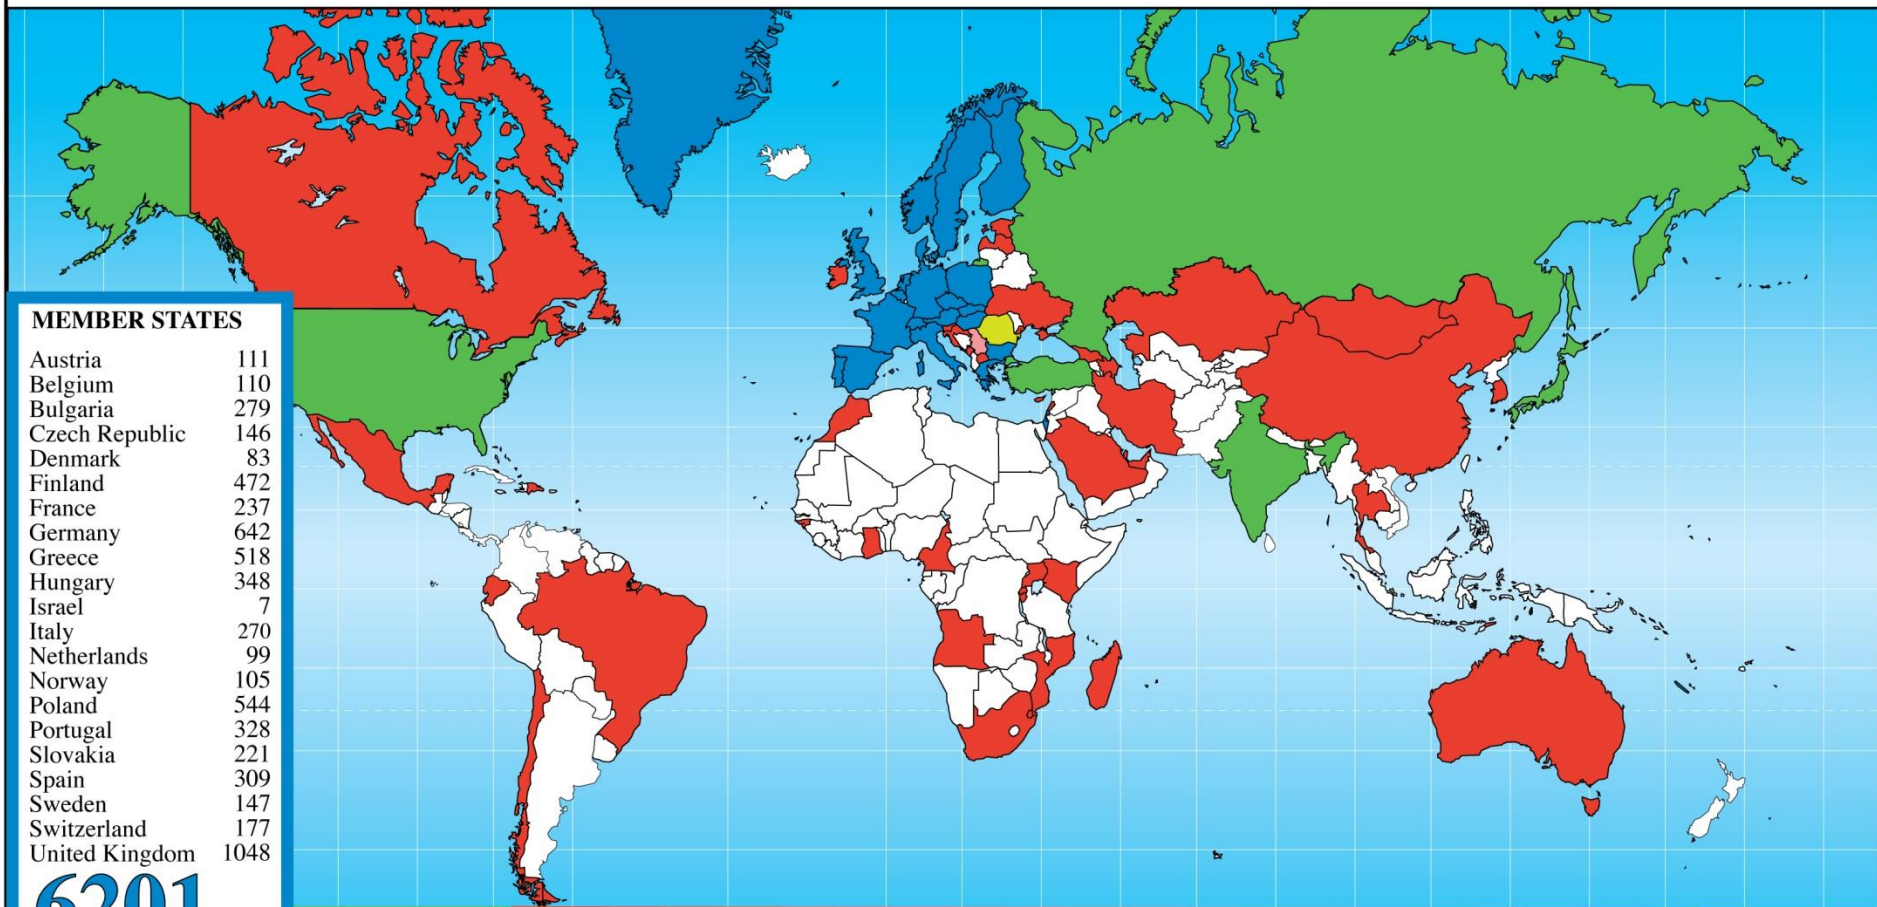 MEMBER STATES
Austria 111
Belgium 110
Bulgaria 279
Czech Republic 146
Denmark 83
Finland 472
France 237
Germany 642
Greece 518
Hungary 348
Israel 7
Italy 270
Netherlands 99
Norway 105
Poland 544
Portugal 328
Slovakia 221
Spain 309
Sweden 147
Switzerland 177
United Kingdom 1048
6201